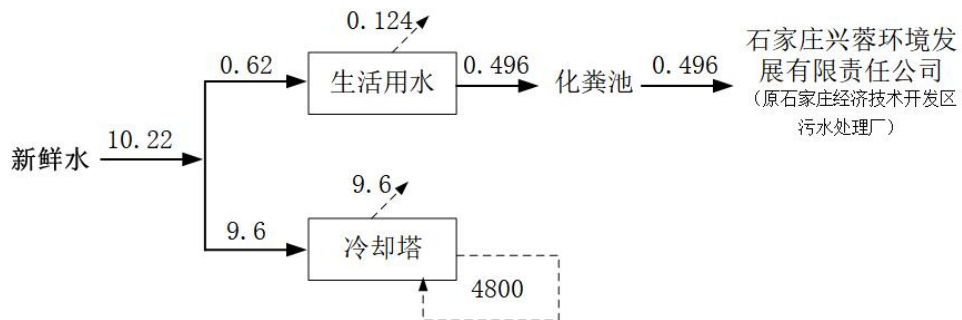 0.124
0.62
生活用水
0.496
化粪池
0.496
石家庄兴蓉环境发
展有限责任公司
（原石家庄经济技术开发区
污水处理厂）
新鲜水
10.22
9.6
9.6
冷却塔
4800